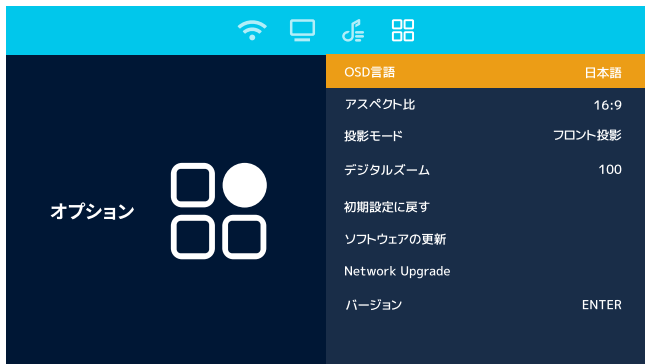 オプション
OSD言語 日本語
アスペクト比 16:9
投影モード フロント投影
デジタルズーム 100
初期設定に戻す
ソフトウェアの更新
Network Upgrade
バージョン ENTER